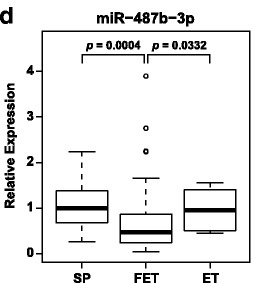 d
miR−487b−3p
p = 0.0004 p = 0.0332
Relative Expression
4
3
2
1
0
SP FET ET